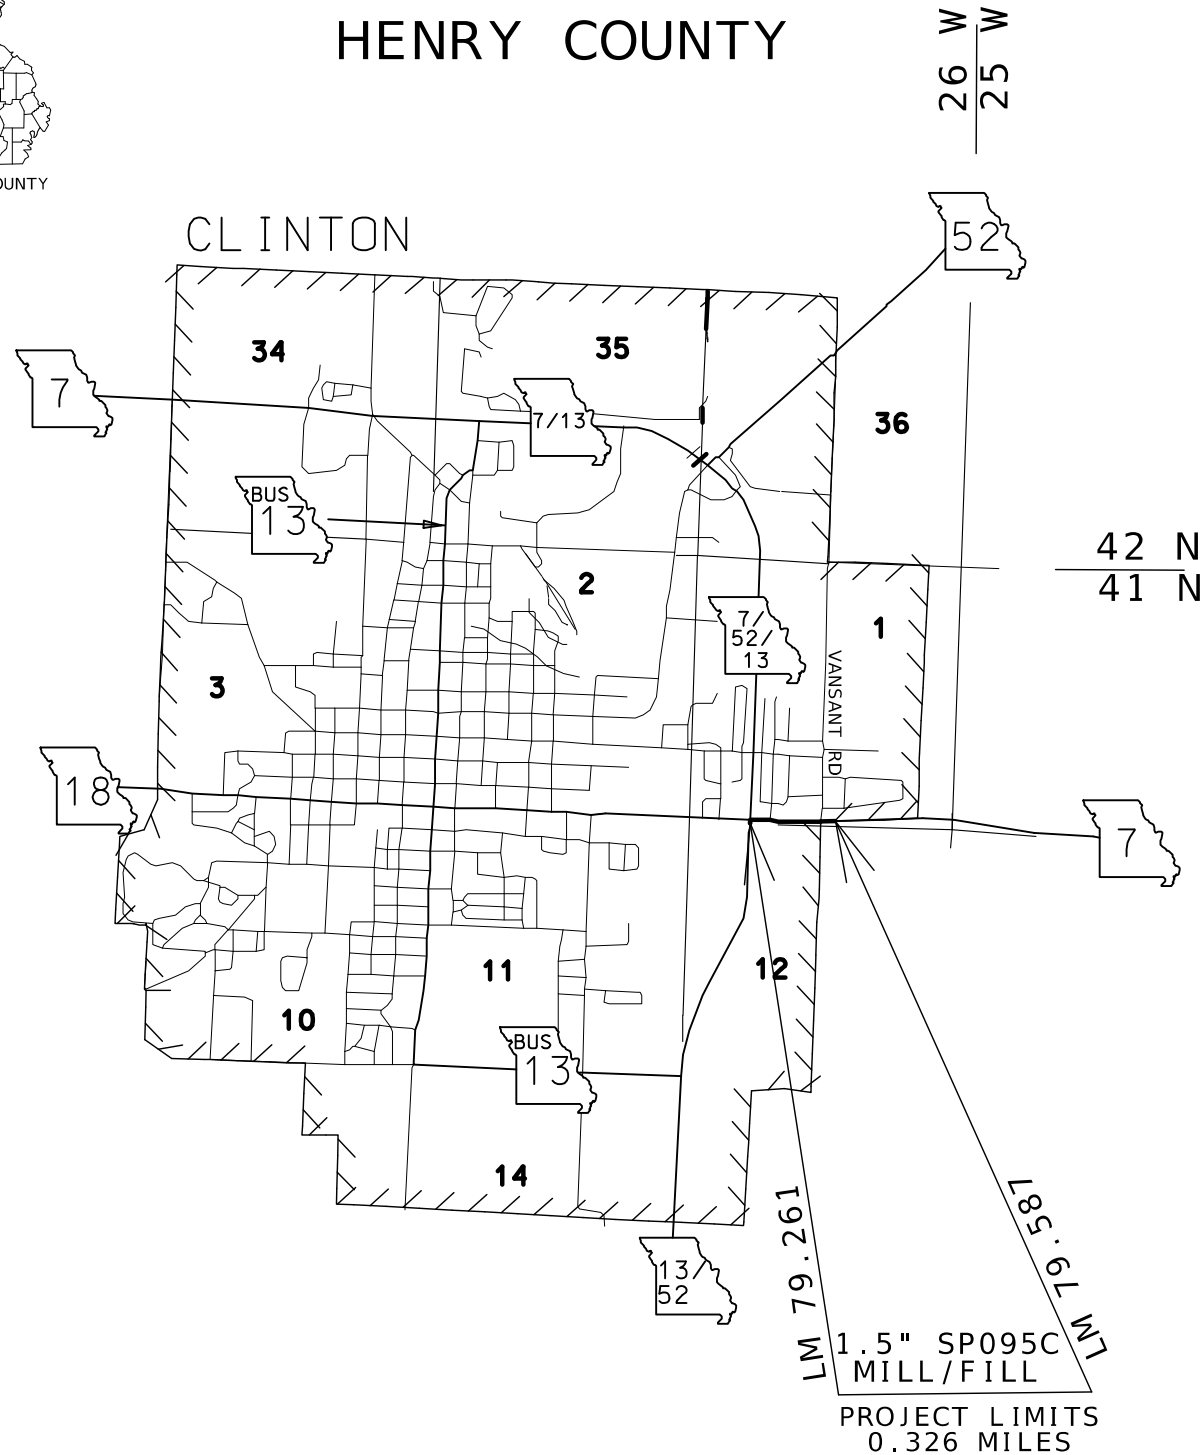 HENRY COUNTY
26 W
25 W
OUNTY
CLINTON
52
34
35
7
7/13
36
BUS
13
42 N
41 N
2
7/
52/
13
1
VANSANT RD
3
18
7
11
12
10
BUS
13
14
LM 79.261
LM 79.587
13/
52
1.5" SP095C
MILL/FILL
PROJECT LIMITS
0.326 MILES